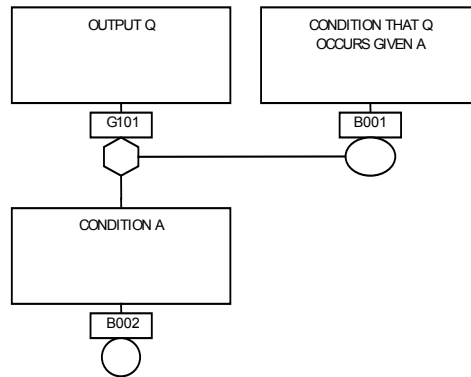 OUTPUT Q
CONDITION THAT Q
OCCURS GIVEN A
G101
B001
CONDITION A
B002